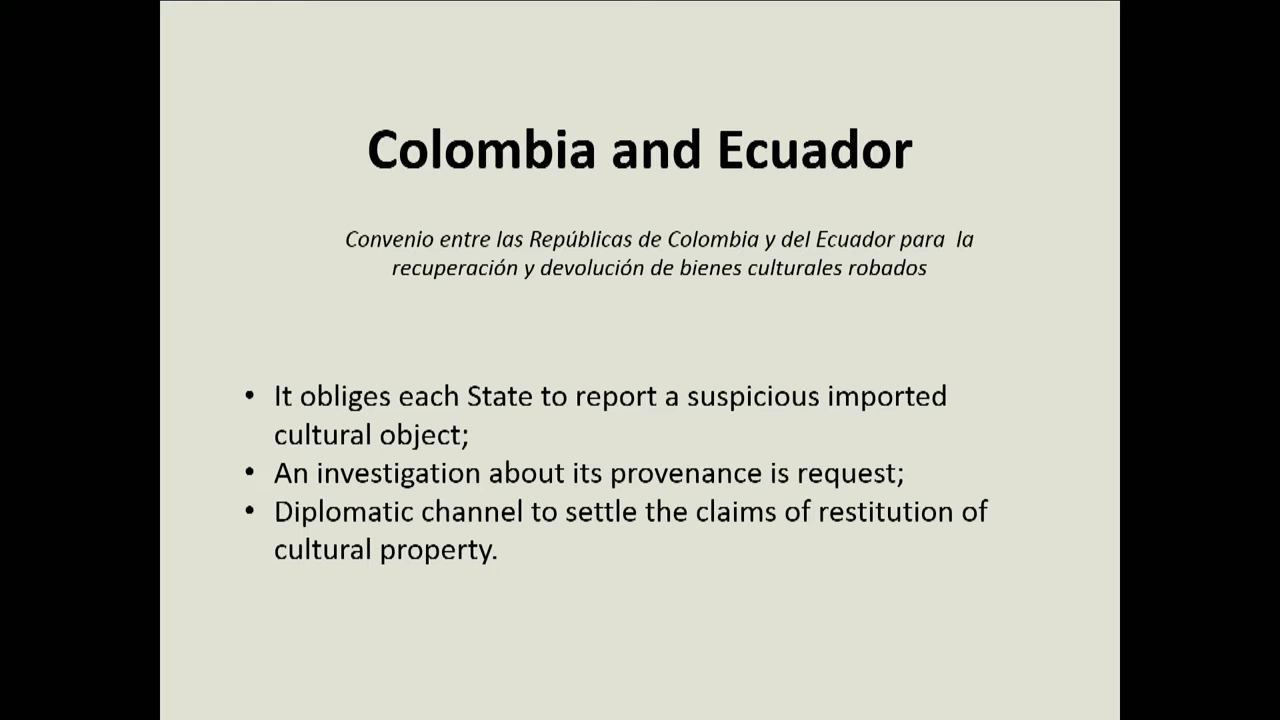 Colombia and Ecuador
Convenio entre las Repúblicas de Colombia y del Ecuador para la
recuperación y devolución de bienes culturales robados
• It obliges each State to report a suspicious imported
cultural object;
• An investigation about its provenance is request;
• Diplomatic channel to settle the claims of restitution of
cultural property.